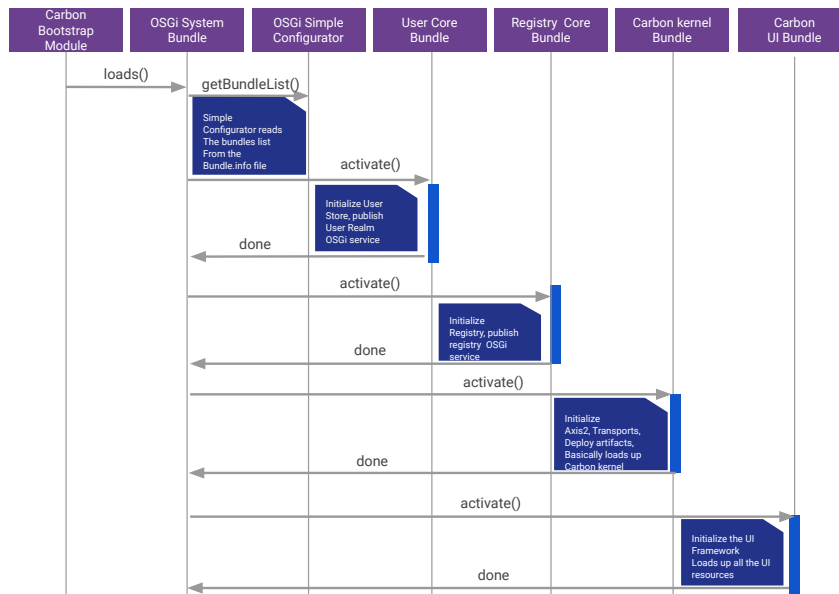 Carbon
Bootstrap
Module
OSGi System
Bundle
OSGi Simple
Configurator
User Core
Bundle
Registry Core
Bundle
Carbon kernel
Bundle
Carbon
UI Bundle
loads()
getBundleList()
Simple
Configurator reads
The bundles list
From the
Bundle.info file
activate()
Initialize User
Store, publish
User Realm
OSGi service
done
activate()
Initialize
Registry, publish
registry OSGi
service
done
activate()
Initialize
Axis2, Transports,
Deploy artifacts,
Basically loads up
Carbon kernel
done
activate()
Initialize the UI
Framework
Loads up all the UI
resources
done